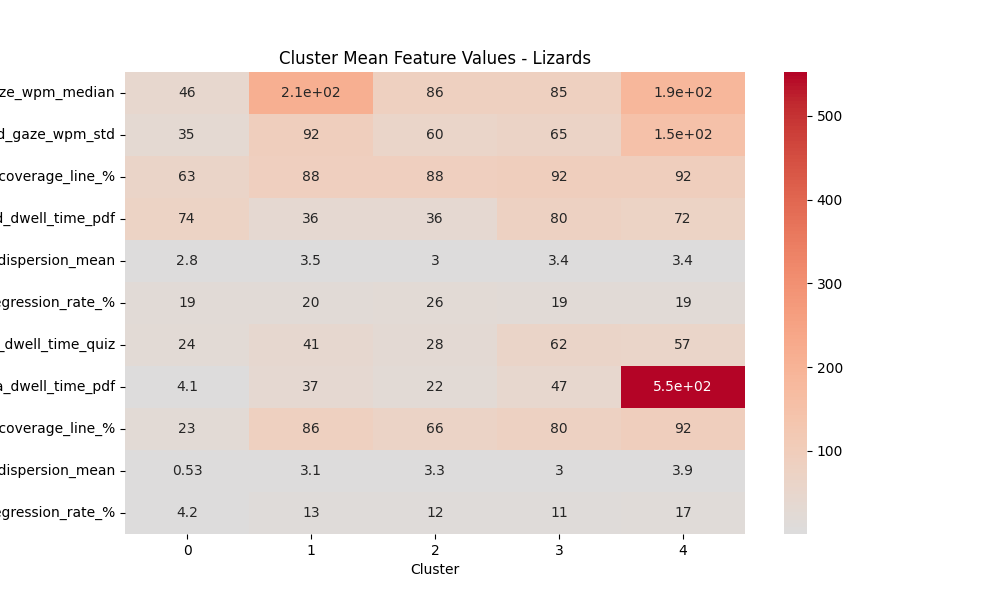 Cluster Mean Feature Values - Lizards
ze_wpm_median 46 2.1e+02 86 85 1.9e+02
d_gaze_wpm_std 35 92 60 65 1.5e+02
coverage_line_% 63 88 88 92 92
d_dwell_time_pdf 74 36 36 80 72
dispersion_mean 2.8 3.5 3 3.4 3.4
egression_rate_% 19 20 26 19 19
_dwell_time_quiz 24 41 28 62 57
a_dwell_time_pdf 4.1 37 22 47 5.5e+02
coverage_line_% 23 86 66 80 92
dispersion_mean 0.53 3.1 3.3 3 3.9
egression_rate_% 4.2 13 12 11 17
0 1 2 3 4
Cluster
500
400
300
200
100